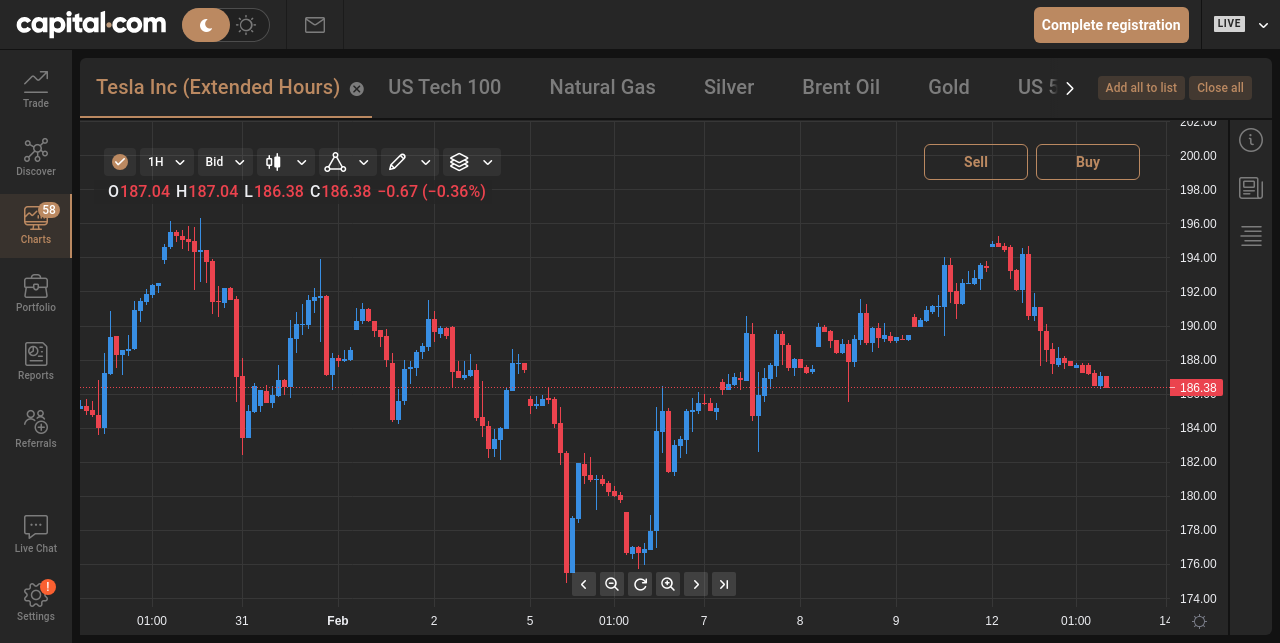 capital.com
Complete registration
LIVE
Trade
Discover
58
Charts
Portfolio
Reports
Referrals
Live Chat
!
Settings
Tesla Inc (Extended Hours)
US Tech 100
Natural Gas
Silver
Brent Oil
Gold
US 5
Add all to list
Close all
1H
Bid
Sell
Buy
O187.04 H187.04 L186.38 C186.38 −0.67 (−0.36%)
202.00
200.00
198.00
196.00
194.00
192.00
190.00
188.00
186.38
184.00
182.00
180.00
178.00
176.00
174.00
01:00
31
Feb
2
5
01:00
7
8
9
12
01:00
14